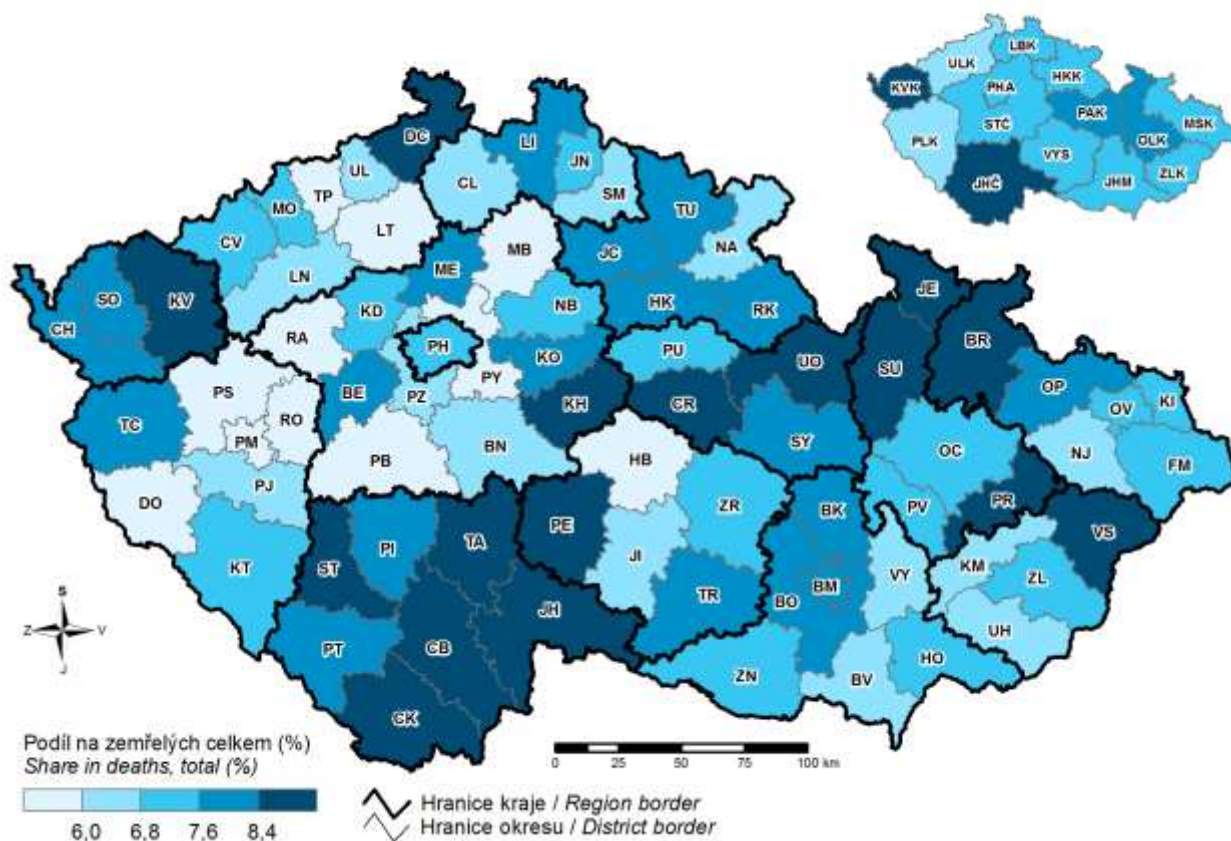 LBK
ULK
HKK
KVK
PHA
PAK
STČ
MSK
PLK
OLK
VYS
ZLK
JHM
JHČ
DC
LI
UL
JN
TP
CL
SM
MO
TU
LT
CV
MB
NA
JC
ME
LN
SO
KV
JE
KD
NB
HK
RK
CH
RA
PH
BR
PU
KO
UO
SU
OP
PS
PY
BE
PZ
OV
KI
KH
CR
RO
TC
PM
SY
BN
OC
NJ
HB
PB
FM
PJ
DO
PR
ZR
PV
BK
PE
VS
TA
PI
JI
ST
KT
KM
VY
ZL
BM
TR
BO
JH
UH
CB
PT
HO
ZN
BV
CK
S
Z V
J
Podíl na zemřelých celkem (%)
Share in deaths, total (%)
6,0 6,8 7,6 8,4
0 25 50 75 100 km
Hranice kraje / Region border
Hranice okresu / District border